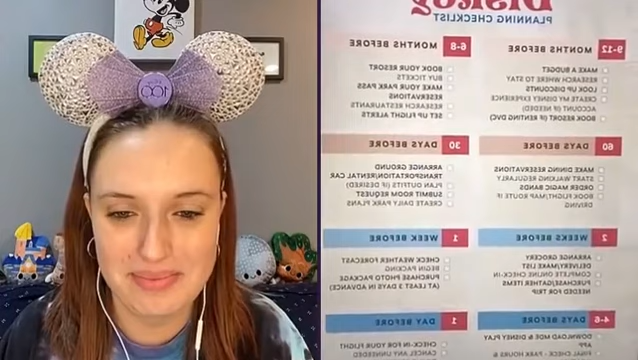 100
Disney
PLANNING CHECKLIST
9-12 MONTHS BEFORE
MAKE A BUDGET
RESEARCH WHERE TO STAY
LOOK UP DISCOUNTS
CREATE MY DISNEY EXPERIENCE
ACCOUNT (IF NEEDED)
BOOK RESORT (IF RENTING DVC)
6-8 MONTHS BEFORE
BOOK YOUR RESORT
BUY TICKETS
MAKE YOUR PARK PASS
RESERVATIONS
RESEARCH RESTAURANTS
SET UP FLIGHT ALERTS
60 DAYS BEFORE
MAKE DINING RESERVATIONS
START WALKING REGULARLY
ORDER MAGIC BANDS
BOOK FLIGHT/MAP ROUTE IF
DRIVING
30 DAYS BEFORE
ARRANGE GROUND
TRANSPORTATION/RENTAL CAR
PLAN OUTFITS (IF DESIRED)
SUBMIT ROOM REQUEST
CREATE DAILY PARK PLANS
2 WEEKS BEFORE
ARRANGE GROCERY
DELIVERY/MAKE LIST
COMPLETE ONLINE CHECK-IN
PURCHASE/GATHER ITEMS
NEEDED FOR TRIP
1 WEEK BEFORE
CHECK WEATHER FORECAST
BEGIN PACKING
PURCHASE PHOTO PACKAGE
(AT LEAST 3 DAYS IN ADVANCE)
4-6 DAYS BEFORE
DOWNLOAD MDE & DISNEY PLAY
APP
FINAL CHECK - PARK HOURS
1 DAY BEFORE
CHECK-IN FOR YOUR FLIGHT
CANCEL ANY UNNEEDED